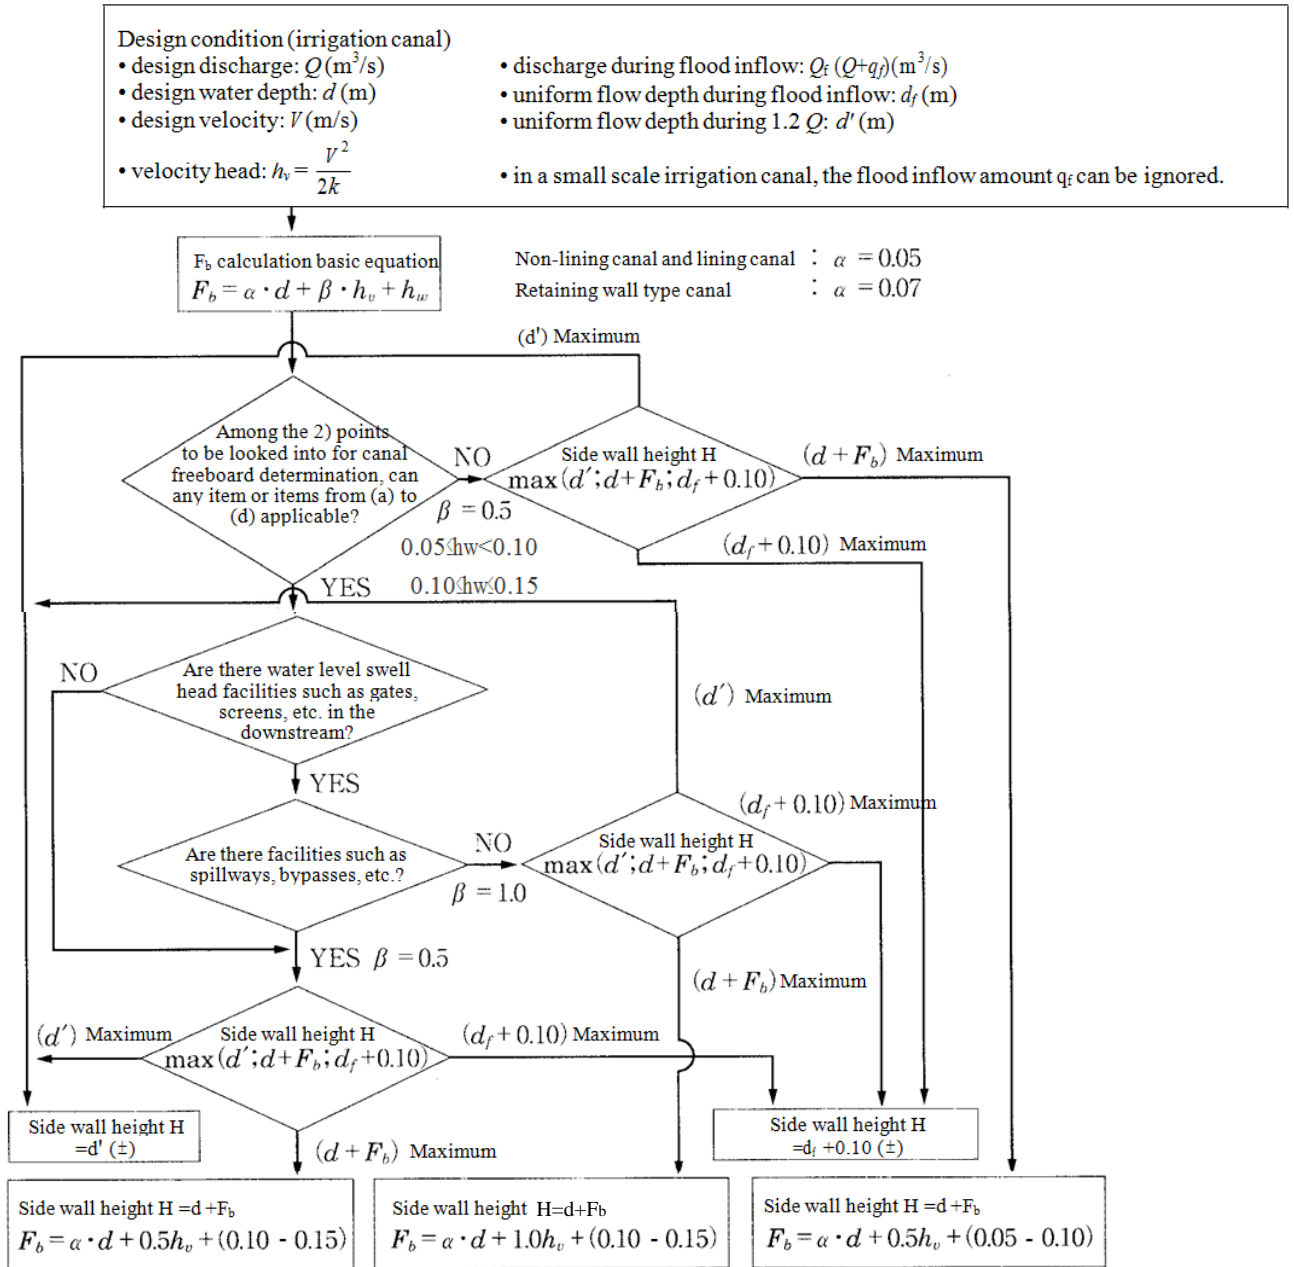 Design condition (irrigation canal)
• design discharge: Q (m³/s)
• design water depth: d (m)
• design velocity: V (m/s)
• velocity head: hᵥ = V² / 2k
• discharge during flood inflow: Qf (Q+qf)(m³/s)
• uniform flow depth during flood inflow: df (m)
• uniform flow depth during 1.2 Q: d' (m)
• in a small scale irrigation canal, the flood inflow amount qf can be ignored.
Fb calculation basic equation
Fb = α · d + β · hv + hw
Non-lining canal and lining canal : α = 0.05
Retaining wall type canal : α = 0.07
(d') Maximum
Among the 2) points
to be looked into for canal
freeboard determination, can
any item or items from (a) to
(d) applicable?
NO
β = 0.5
0.05≤hw<0.10
Side wall height H
max (d′; d+Fb; df+0.10)
(d + Fb) Maximum
(df + 0.10) Maximum
YES
0.10≤hw≤0.15
NO
Are there water level swell
head facilities such as gates,
screens, etc. in the
downstream?
(d′) Maximum
YES
(df + 0.10) Maximum
Are there facilities such as
spillways, bypasses, etc.?
NO
β = 1.0
Side wall height H
max (d′; d+Fb; df+0.10)
YES β = 0.5
(d + Fb) Maximum
(d′) Maximum
Side wall height H
max (d′; d+Fb; df+0.10)
(df + 0.10) Maximum
Side wall height H
=d' (±)
(d + Fb) Maximum
Side wall height H
=df +0.10 (±)
Side wall height H =d +Fb
Fb = α · d + 0.5hv + (0.10 - 0.15)
Side wall height H=d+Fb
Fb = α · d + 1.0hv + (0.10 - 0.15)
Side wall height H =d +Fb
Fb = α · d + 0.5hv + (0.05 - 0.10)